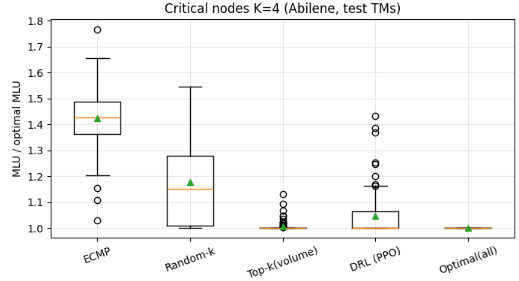 Critical nodes K=4 (Abilene, test TMs)
MLU / optimal MLU
1.8
1.7
1.6
1.5
1.4
1.3
1.2
1.1
1.0
ECMP
Random-k
Top-k(volume)
DRL (PPO)
Optimal(all)